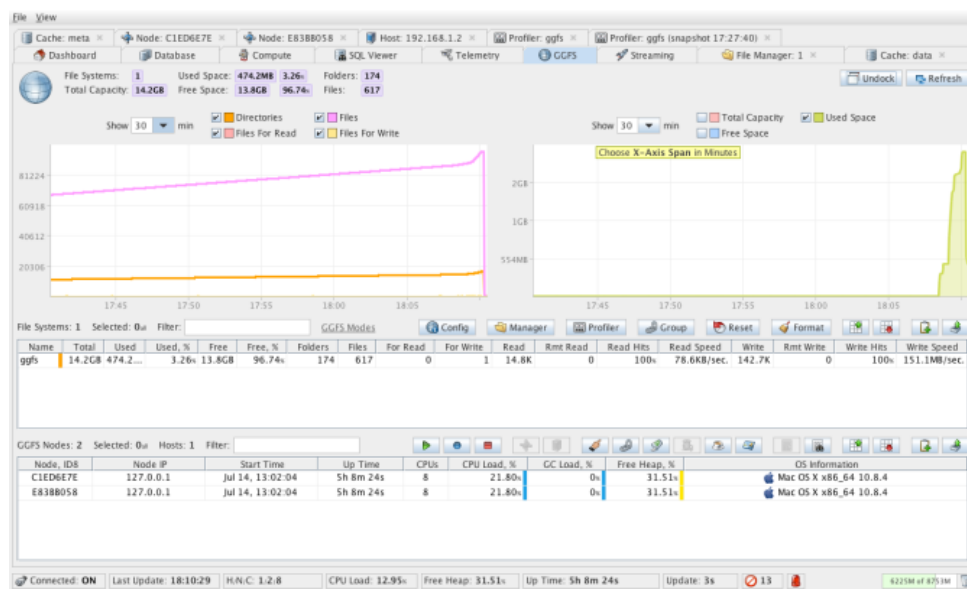 File View
Cache: meta Node: C1ED6E7E Node: E83BB058 Host: 192.168.1.2 Profiler: ggfs Profiler: ggfs (snapshot 17:27:40)
Dashboard Database Compute SQL Viewer Telemetry GGFS Streaming File Manager: 1 Cache: data
File Systems: 1 Used Space: 474.2MB 3.26% Folders: 174 Undock Refresh
Total Capacity: 14.2GB Free Space: 13.8GB 96.74% Files: 617
Show 30 min Directories Files Show 30 min Total Capacity Used Space
Files For Read Files For Write Free Space
Choose X-Axis Span in Minutes
81224
2GB
60918
1GB
40612
554MB
20306
17:45 17:50 17:55 18:00 18:05 17:45 17:50 17:55 18:00 18:05
File Systems: 1 Selected: 0 Filter: GGFS Modes Config Manager Profiler Group Reset Format
Name Total Used Used, % Free Free, % Folders Files For Read For Write Read Rmt Read Read Hits Read Speed Write Rmt Write Write Hits Write Speed
ggfs 14.2GB 474.2... 3.26% 13.8GB 96.74% 174 617 0 1 14.8K 0 100% 78.6KB/sec. 142.7K 0 100% 151.1MB/sec.
GGFS Nodes: 2 Selected: 0 Hosts: 1 Filter:
Node, ID8 Node IP Start Time Up Time CPUs CPU Load, % GC Load, % Free Heap, % OS Information
C1ED6E7E 127.0.0.1 Jul 14, 13:02:04 5h 8m 24s 8 21.80% 0% 31.51% Mac OS X x86_64 10.8.4
E83BB058 127.0.0.1 Jul 14, 13:02:04 5h 8m 24s 8 21.80% 0% 31.51% Mac OS X x86_64 10.8.4
Connected: ON Last Update: 18:10:29 H:N:C: 1:2:8 CPU Load: 12.95% Free Heap: 31.51% Up Time: 5h 8m 24s Update: 3s 13 6225M of 8753M